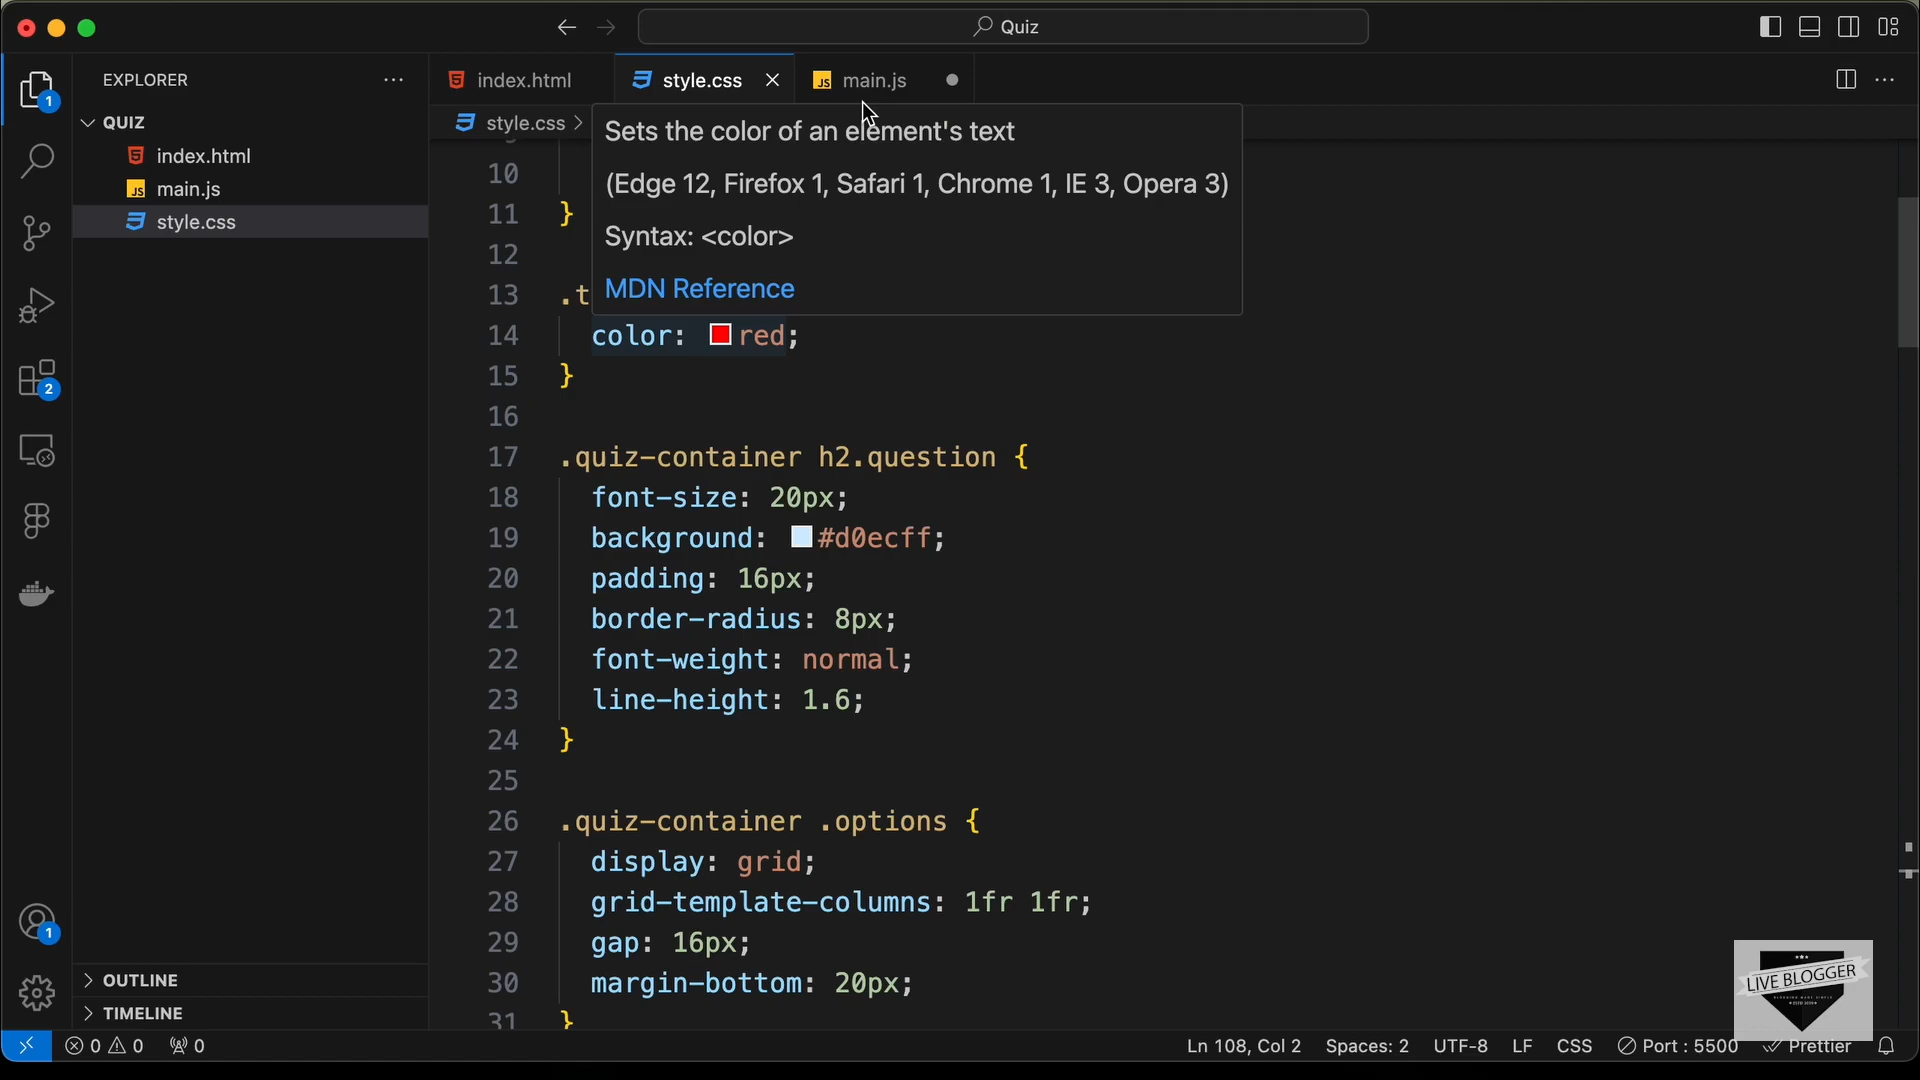 Quiz
EXPLORER
QUIZ
index.html
main.js
style.css
OUTLINE
TIMELINE
index.html
style.css
main.js
style.css >
Sets the color of an element's text
(Edge 12, Firefox 1, Safari 1, Chrome 1, IE 3, Opera 3)
Syntax: <color>
MDN Reference
10
11 }
12
13 .t
14 color: red;
15 }
16
17 .quiz-container h2.question {
18 font-size: 20px;
19 background: #d0ecff;
20 padding: 16px;
21 border-radius: 8px;
22 font-weight: normal;
23 line-height: 1.6;
24 }
25
26 .quiz-container .options {
27 display: grid;
28 grid-template-columns: 1fr 1fr;
29 gap: 16px;
30 margin-bottom: 20px;
31 }
1
2
1
LIVE BLOGGER
0 0 0 Ln 108, Col 2 Spaces: 2 UTF-8 LF CSS Port : 5500 Prettier